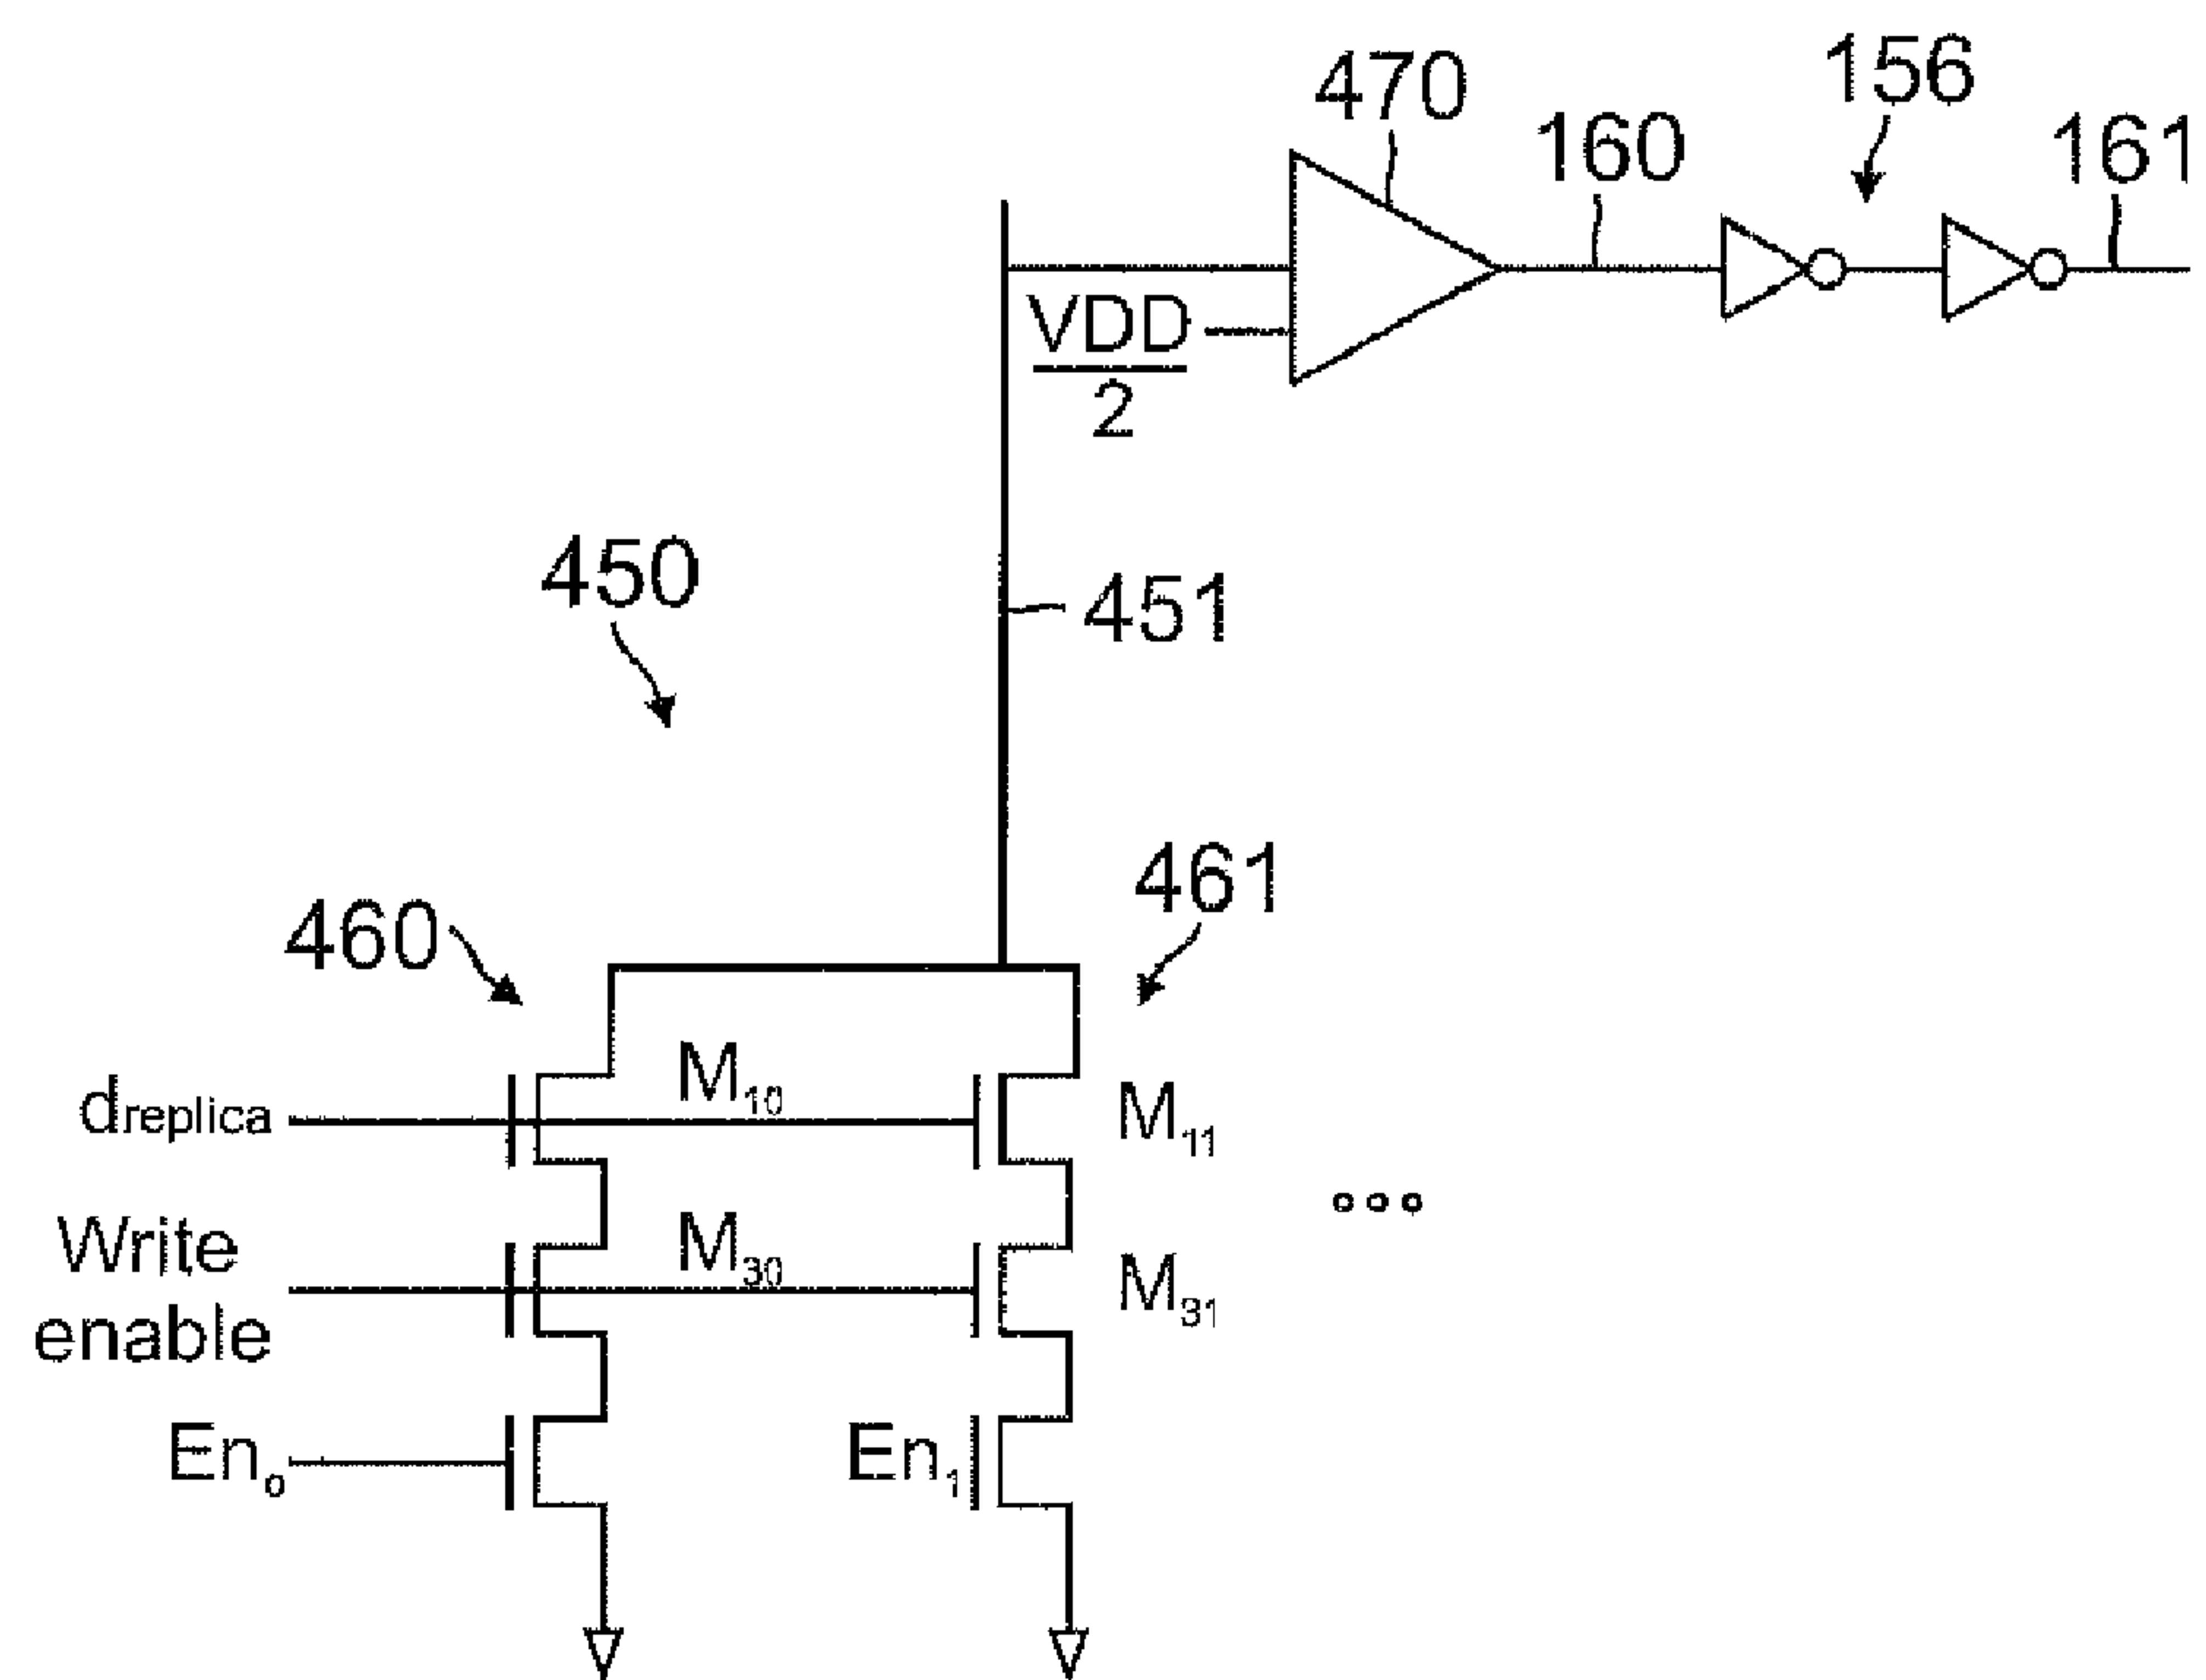 156
470
160
161
VDD
2
450
451
461
460
M10
dreplica
M11
Write
enable
M30
M31
En0
En1